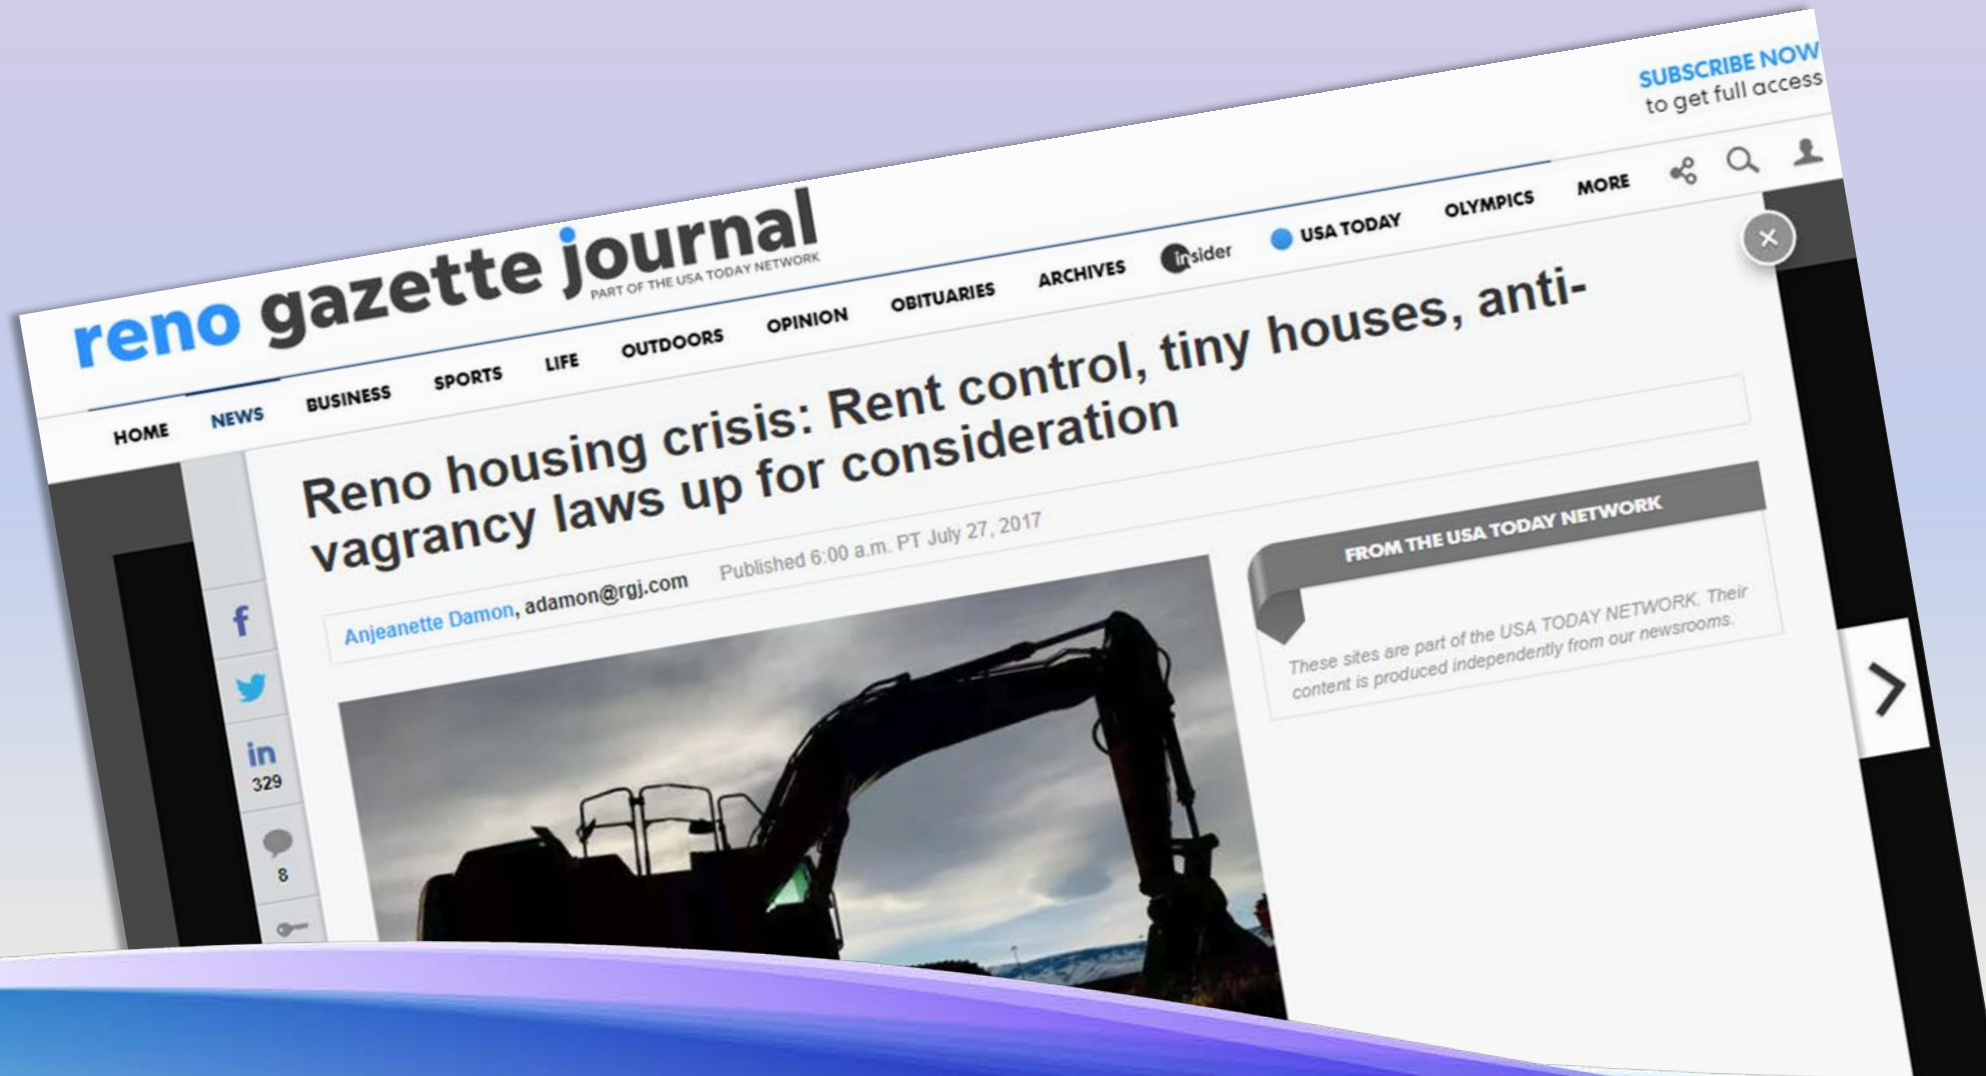 SUBSCRIBE NOW
to get full access
reno gazette journal
PART OF THE USA TODAY NETWORK
HOME NEWS BUSINESS SPORTS LIFE OUTDOORS OPINION OBITUARIES ARCHIVES insider USA TODAY OLYMPICS MORE
Reno housing crisis: Rent control, tiny houses, anti-
vagrancy laws up for consideration
Anjeanette Damon, adamon@rgj.com Published 6:00 a.m. PT July 27, 2017
FROM THE USA TODAY NETWORK
These sites are part of the USA TODAY NETWORK. Their
content is produced independently from our newsrooms.
f
in
329
8